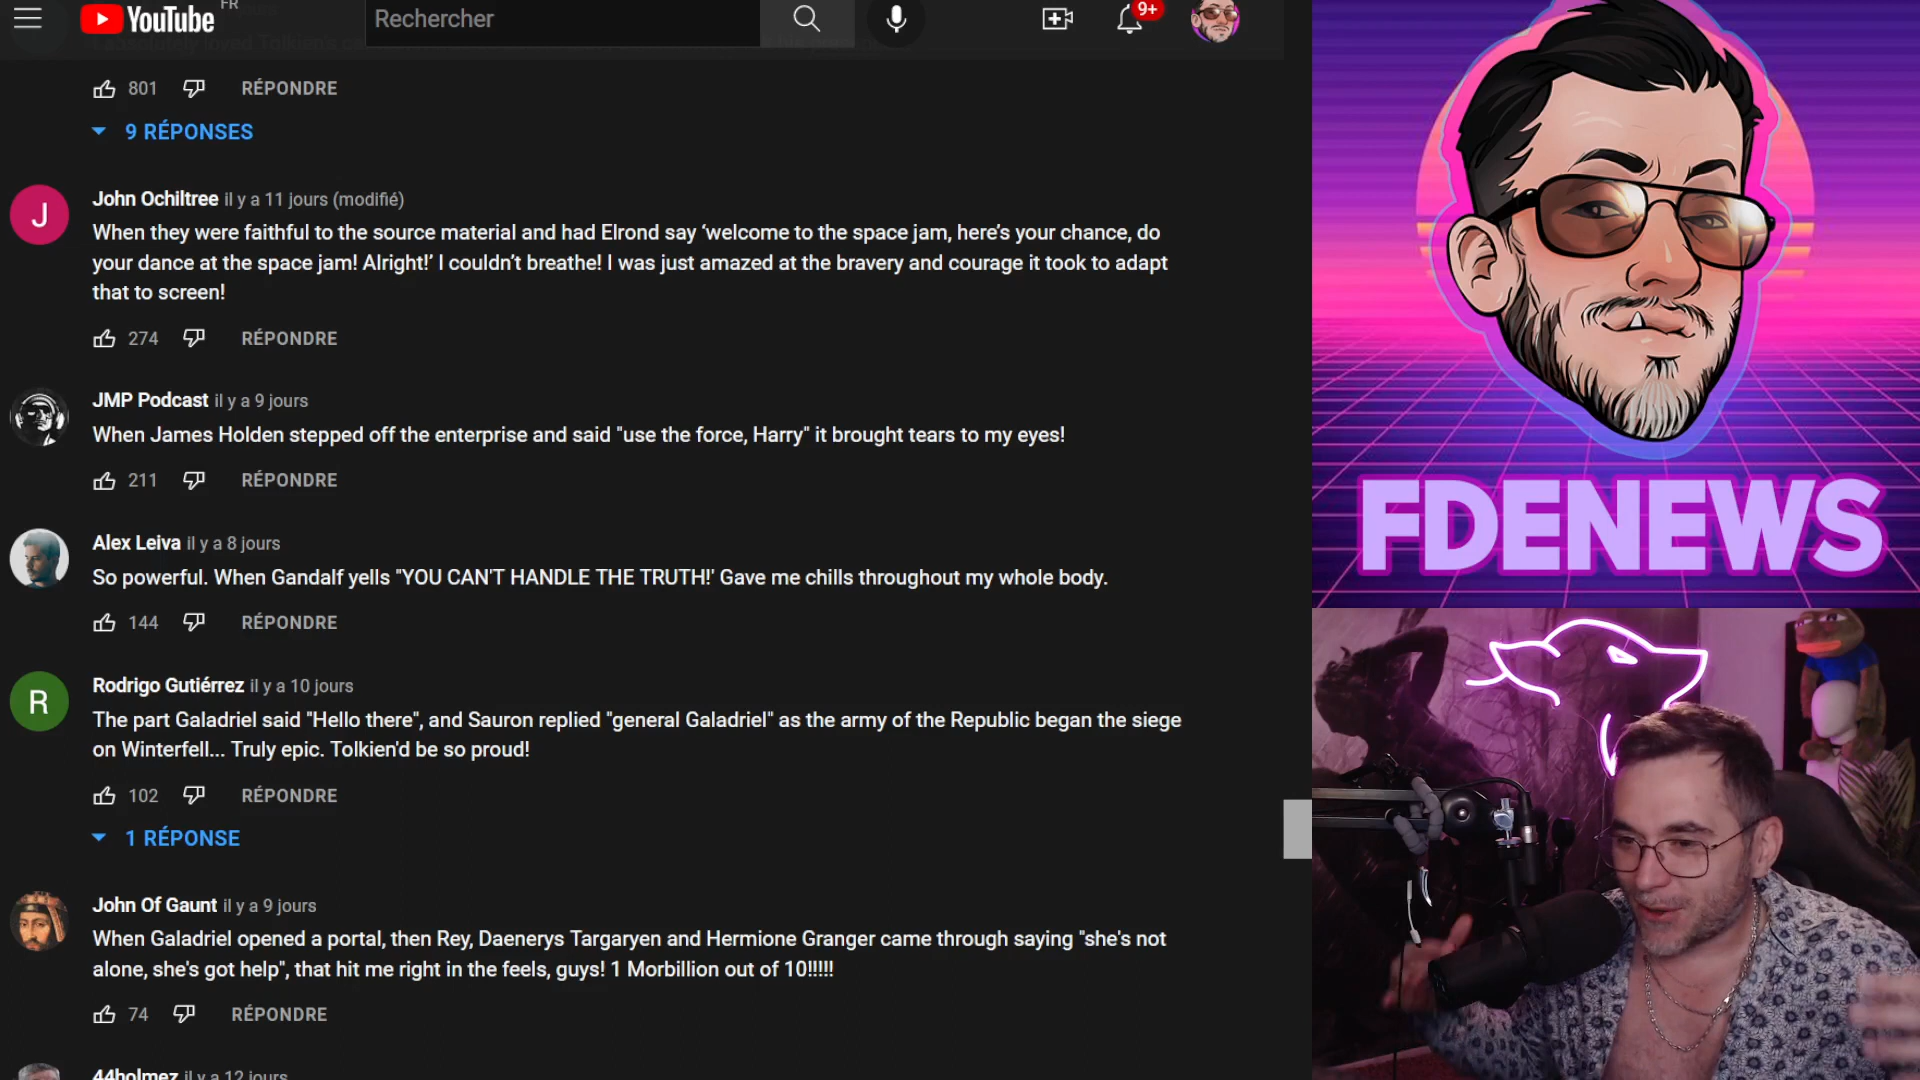 YouTube FR
Rechercher
9+
801 RÉPONDRE
9 RÉPONSES
J
John Ochiltree il y a 11 jours (modifié)
When they were faithful to the source material and had Elrond say ‘welcome to the space jam, here’s your chance, do
your dance at the space jam! Alright!’ I couldn’t breathe! I was just amazed at the bravery and courage it took to adapt
that to screen!
274 RÉPONDRE
JMP Podcast il y a 9 jours
When James Holden stepped off the enterprise and said "use the force, Harry" it brought tears to my eyes!
211 RÉPONDRE
Alex Leiva il y a 8 jours
So powerful. When Gandalf yells "YOU CAN'T HANDLE THE TRUTH!' Gave me chills throughout my whole body.
144 RÉPONDRE
R
Rodrigo Gutiérrez il y a 10 jours
The part Galadriel said "Hello there", and Sauron replied "general Galadriel" as the army of the Republic began the siege
on Winterfell... Truly epic. Tolkien'd be so proud!
102 RÉPONDRE
1 RÉPONSE
John Of Gaunt il y a 9 jours
When Galadriel opened a portal, then Rey, Daenerys Targaryen and Hermione Granger came through saying "she's not
alone, she's got help", that hit me right in the feels, guys! 1 Morbillion out of 10!!!!!
74 RÉPONDRE
44holmez il y a 12 jours
FDENEWS